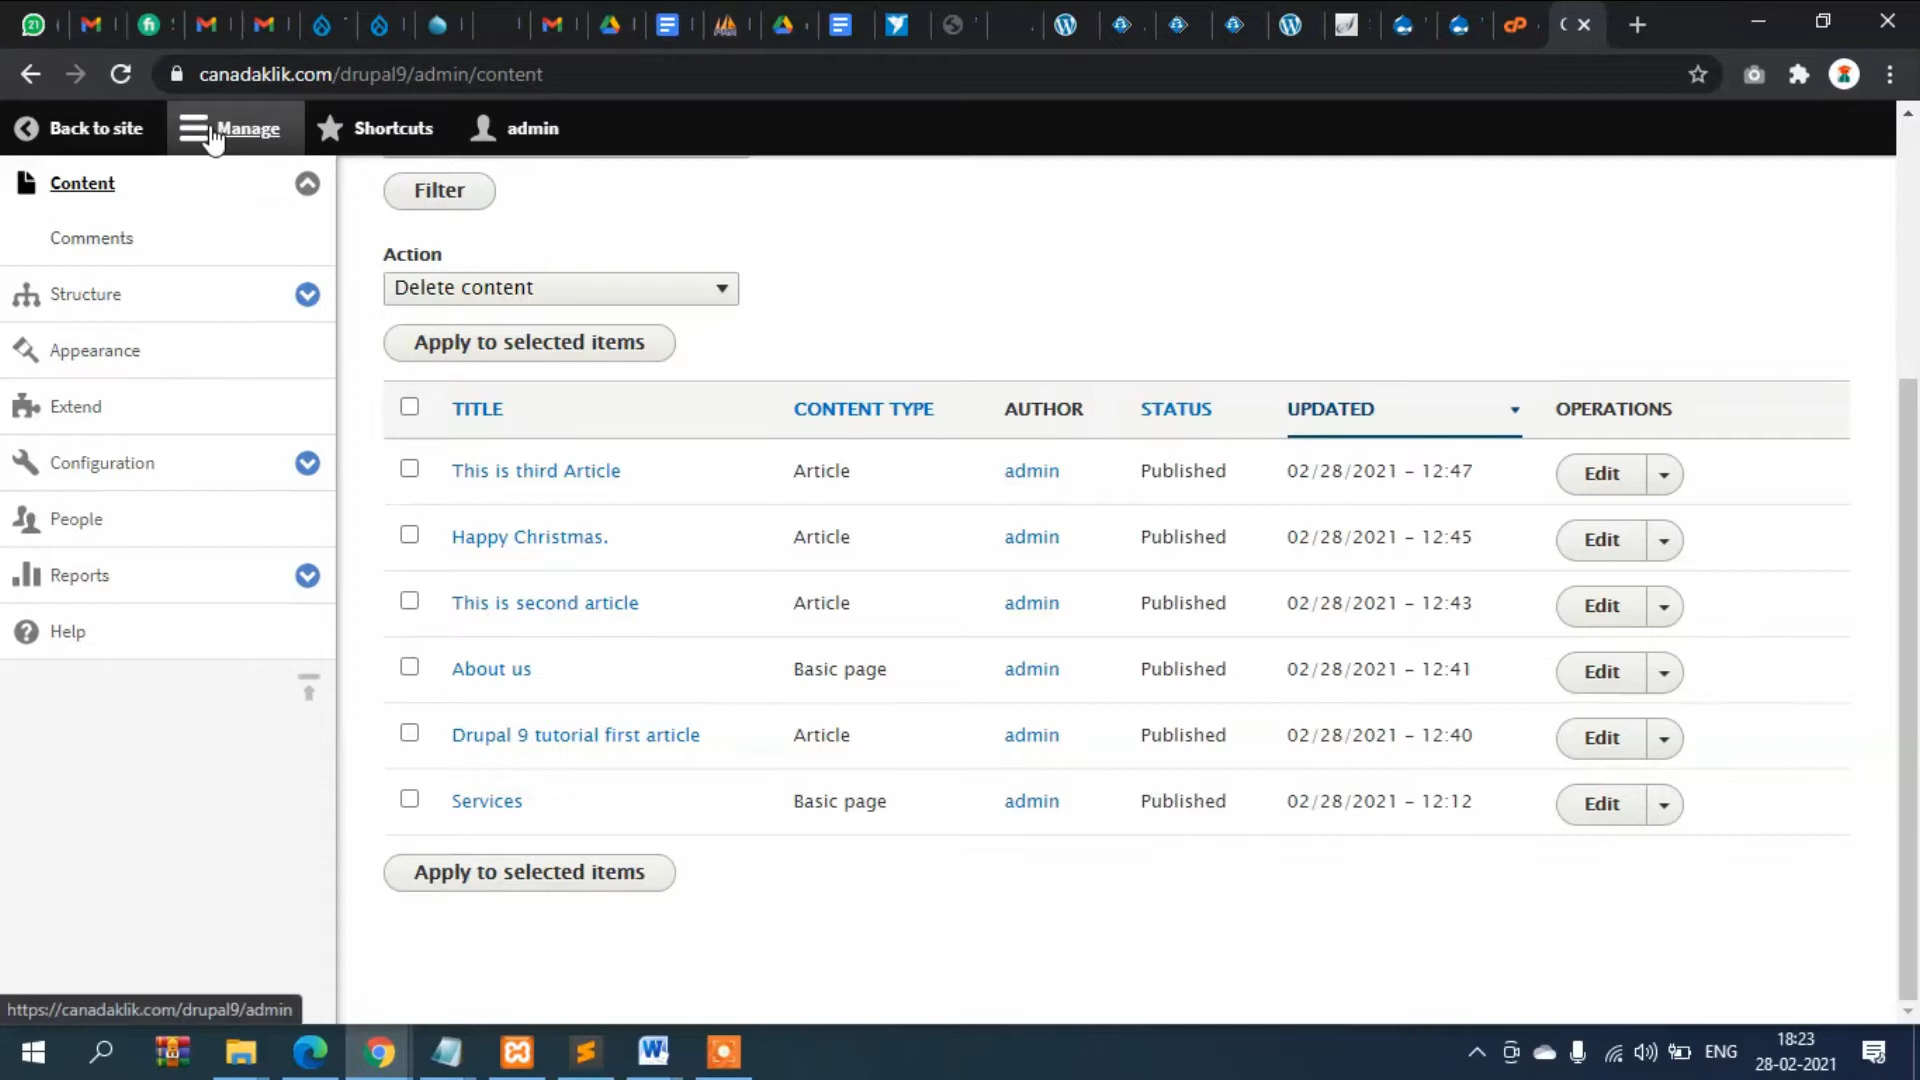 21
canadaklik.com/drupal9/admin/content
Back to site
Manage
Shortcuts
admin
Content
Comments
Structure
Appearance
Extend
Configuration
People
Reports
Help
Filter
Action
Delete content
Apply to selected items
TITLE CONTENT TYPE AUTHOR STATUS UPDATED OPERATIONS
This is third Article Article admin Published 02/28/2021 - 12:47 Edit
Happy Christmas. Article admin Published 02/28/2021 - 12:45 Edit
This is second article Article admin Published 02/28/2021 - 12:43 Edit
About us Basic page admin Published 02/28/2021 - 12:41 Edit
Drupal 9 tutorial first article Article admin Published 02/28/2021 - 12:40 Edit
Services Basic page admin Published 02/28/2021 - 12:12 Edit
Apply to selected items
https://canadaklik.com/drupal9/admin
ENG
18:23
28-02-2021